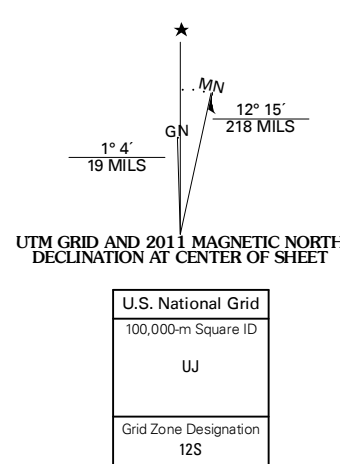 ★
MN
GN
12° 15´
218 MILS
1° 4´
19 MILS
UTM GRID AND 2011 MAGNETIC NORTH
DECLINATION AT CENTER OF SHEET
U.S. National Grid
100,000-m Square ID
UJ
Grid Zone Designation
12S